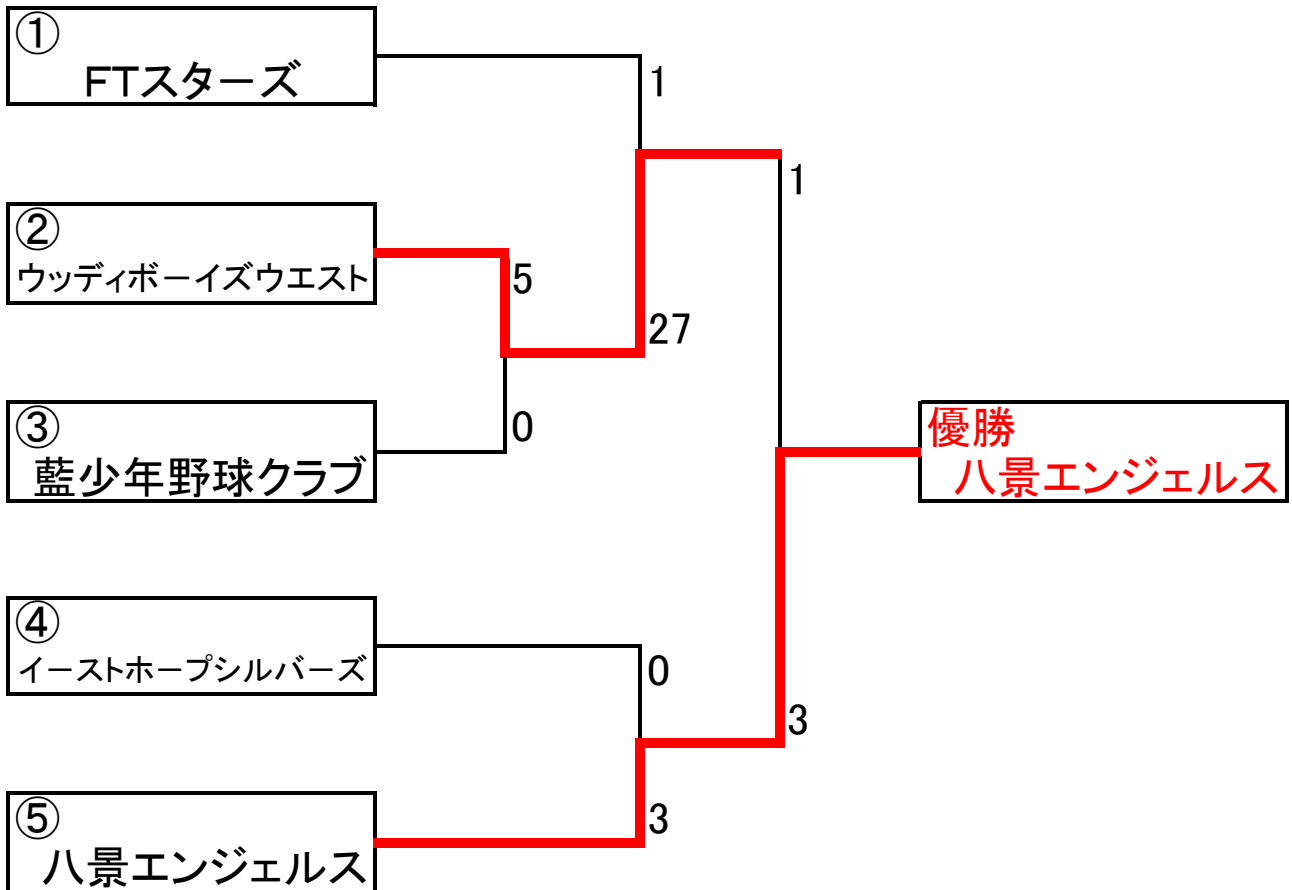 ①
FTスターズ
1
1
②
ウッディボーイズウエスト
5
27
③
藍少年野球クラブ
0
優勝
八景エンジェルス
④
イーストホープシルバーズ
0
3
⑤
八景エンジェルス
3